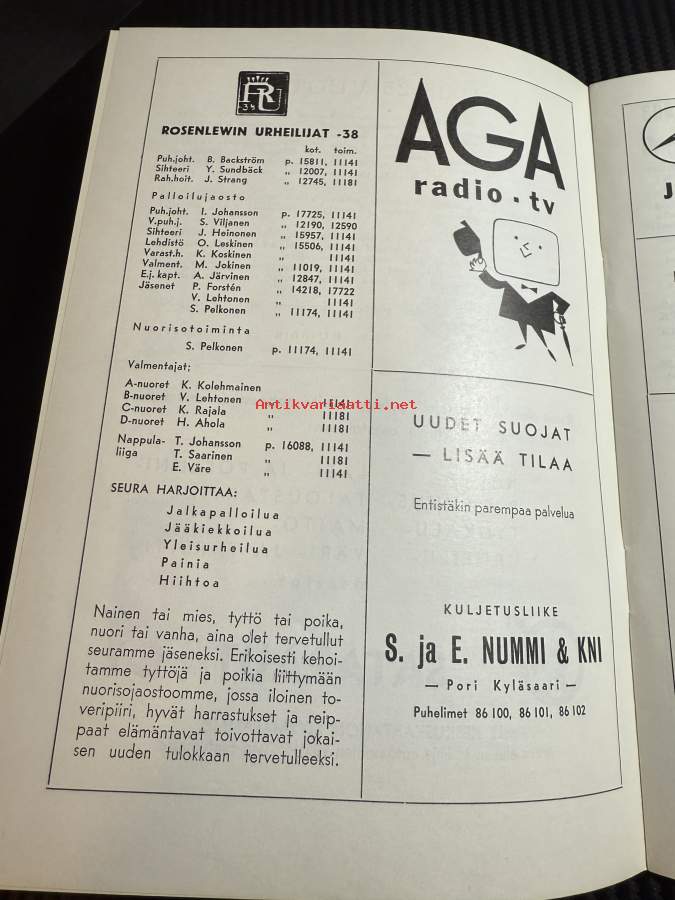 RU
34
ROSENLEWIN URHEILIJAT -38
kot. toim.
Puh.joht. B. Backström p. 15811, 11141
Sihteeri Y. Sundbäck „ 12007, 11141
Rah.hoit. J. Strang „ 12745, 11181
Palloilujaosto
Puh.joht. I. Johansson p. 17725, 11141
V.puh.j. S. Viljanen „ 12190, 12590
Sihteeri J. Heinonen „ 15957, 11141
Lehdistö O. Leskinen „ 15506, 11141
Varast.h. K. Koskinen „ 11141
Valment. M. Jokinen „ 11019, 11141
E.j. kapt. A. Järvinen „ 12847, 11141
Jäsenet P. Forstén „ 14218, 17722
V. Lehtonen „ 11141
S. Pelkonen „ 11174, 11141
Nuorisotoiminta
S. Pelkonen p. 11174, 11141
Valmentajat:
A-nuoret K. Kolehmainen
B-nuoret V. Lehtonen „ 11141
C-nuoret K. Rajala „ 11181
D-nuoret H. Ahola „ 11181
Nappula- T. Johansson p. 16088, 11141
liiga T. Saarinen „ 11181
E. Väre „ 11141
SEURA HARJOITTAA:
Jalkapalloilua
Jääkiekkoilua
Yleisurheilua
Painia
Hiihtoa
Nainen tai mies, tyttö tai poika,
nuori tai vanha, aina olet tervetullut
seuramme jäseneksi. Erikoisesti kehoi-
tamme tyttöjä ja poikia liittymään
nuorisojaostoomme, jossa iloinen to-
veripiiri, hyvät harrastukset ja reip-
paat elämäntavat toivottavat jokai-
sen uuden tulokkaan tervetulleeksi.
AGA
radio • tv
UUDET SUOJAT
— LISÄÄ TILAA
Entistäkin parempaa palvelua
KULJETUSLIIKE
S. ja E. NUMMI & KNI
— Pori Kyläsaari —
Puhelimet 86 100, 86 101, 86 102
Antikvariaatti.net
J